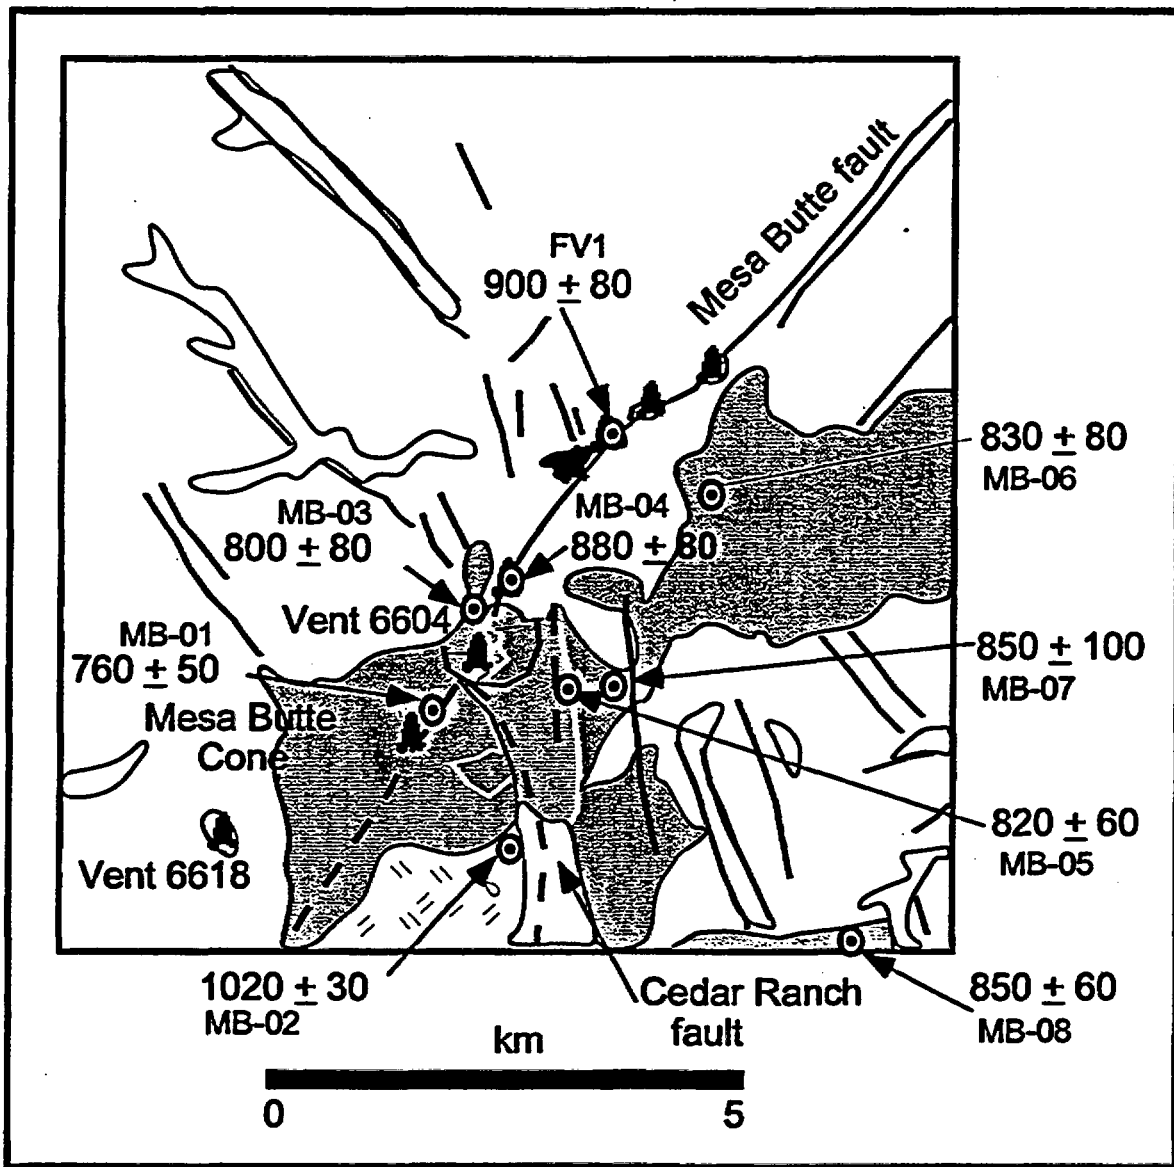 Mesa Butte fault
FV1
900 ± 80
830 ± 80
MB-06
MB-03
800 ± 80
MB-04
880 ± 80
Vent 6604
MB-01
760 ± 50
Mesa Butte
Cone
850 ± 100
MB-07
820 ± 60
MB-05
Vent 6618
1020 ± 30
MB-02
Cedar Ranch
fault
850 ± 60
MB-08
km
0 5